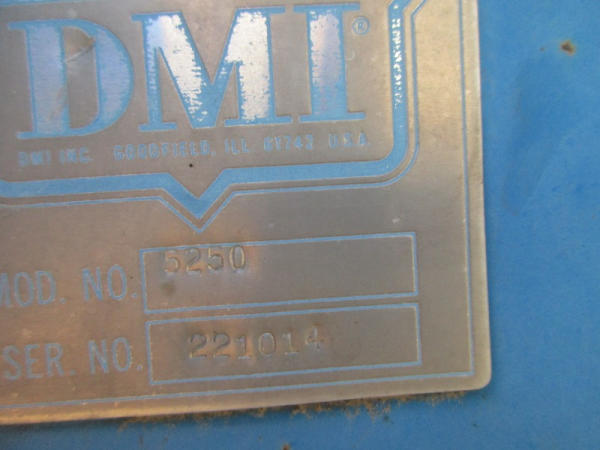 DMI®
DMI INC. GOODFIELD, ILL. 61742 U.S.A.
MOD. NO. 5250
SER. NO. 221014